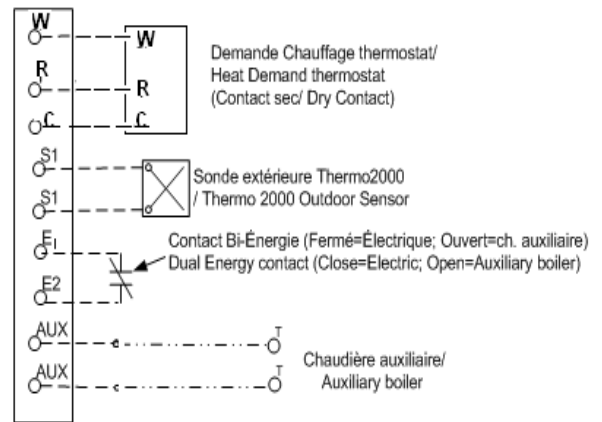 W
W
Demande Chauffage thermostat/
R
Heat Demand thermostat
R
(Contact sec/ Dry Contact)
C
C
S1
Sonde extérieure Thermo2000
S1
/ Thermo 2000 Outdoor Sensor
E1
Contact Bi-Énergie (Fermé=Électrique; Ouvert=ch. auxiliaire)
Dual Energy contact (Close=Electric; Open=Auxiliary boiler)
E2
AUX
T
Chaudière auxiliaire/
AUX
T
Auxiliary boiler